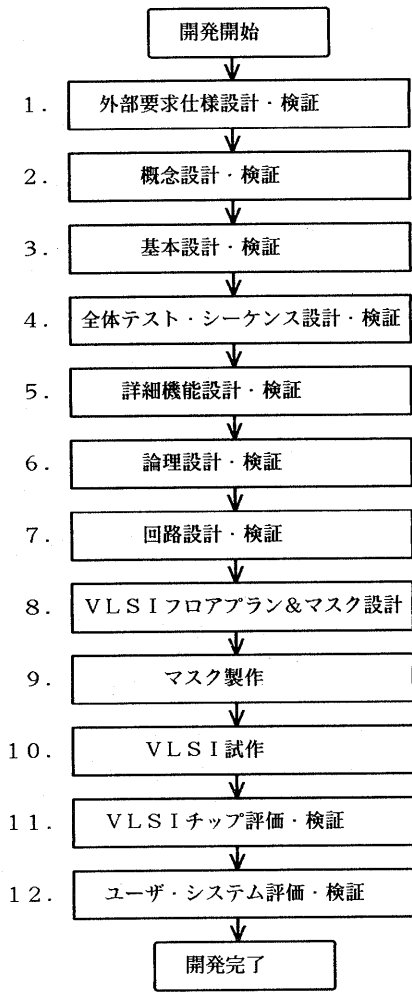 開発開始
1. 外部要求仕様設計・検証
2. 概念設計・検証
3. 基本設計・検証
4. 全体テスト・シーケンス設計・検証
5. 詳細機能設計・検証
6. 論理設計・検証
7. 回路設計・検証
8. VLSIフロアプラン&マスク設計
9. マスク製作
10. VLSI試作
11. VLSIチップ評価・検証
12. ユーザ・システム評価・検証
開発完了